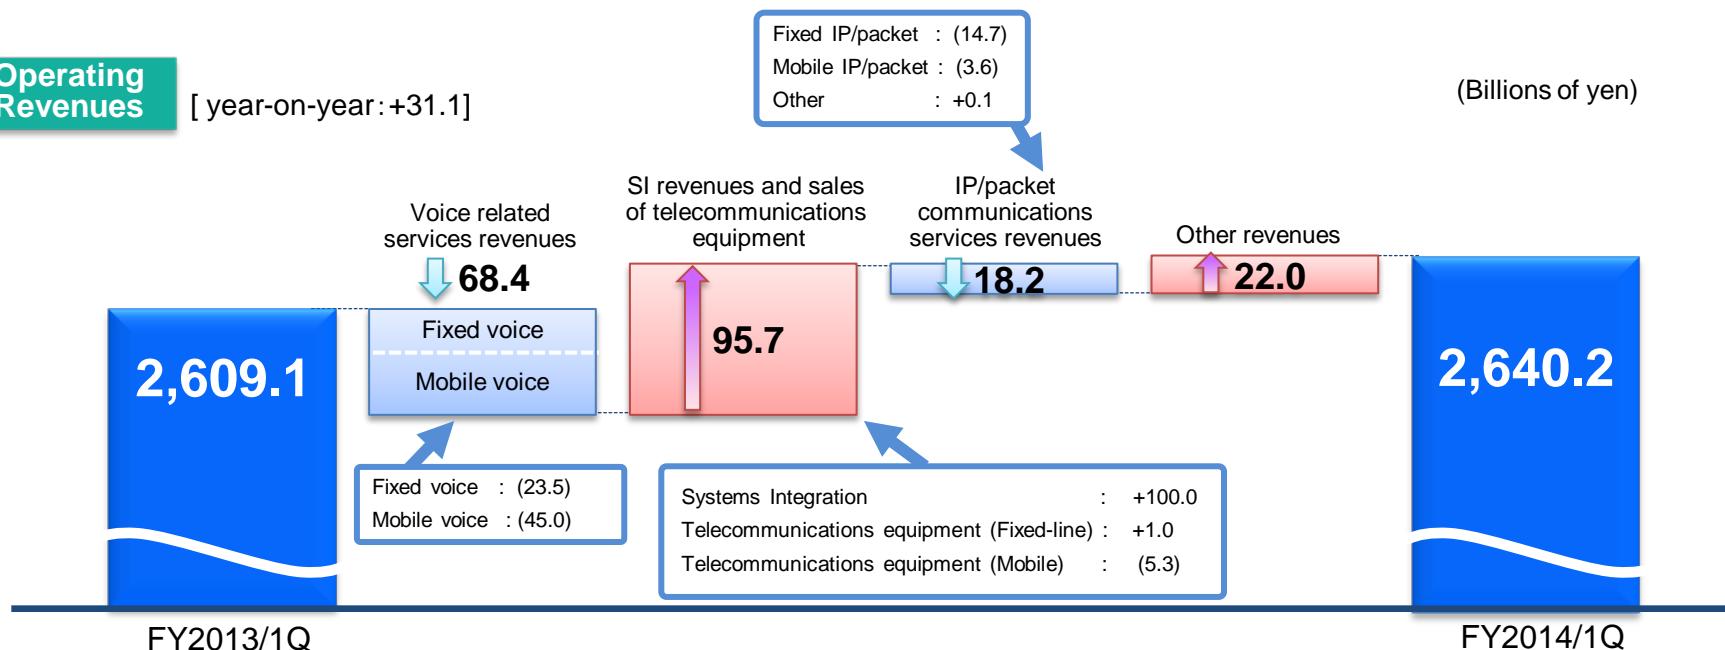 Operating
Revenues
[ year-on-year：+31.1]
(Billions of yen)
Fixed IP/packet : (14.7)
Mobile IP/packet : (3.6)
Other : +0.1
Voice related
services revenues
68.4
SI revenues and sales
of telecommunications
equipment
IP/packet
communications
services revenues
18.2
Other revenues
22.0
2,609.1
Fixed voice
Mobile voice
95.7
2,640.2
Fixed voice : (23.5)
Mobile voice : (45.0)
Systems Integration : +100.0
Telecommunications equipment (Fixed-line) : +1.0
Telecommunications equipment (Mobile) : (5.3)
FY2013/1Q
FY2014/1Q